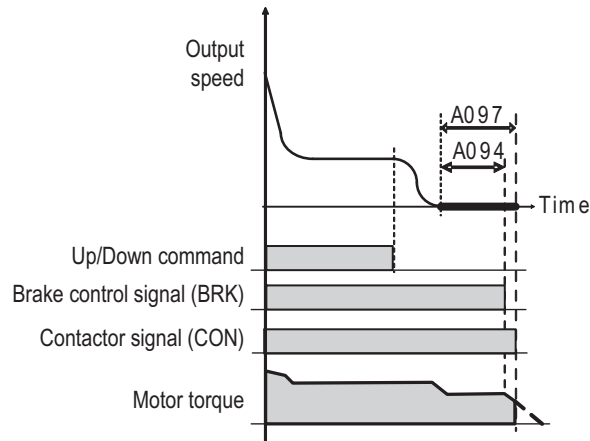 Output
speed
A097
A094
Time
Up/Down command
Brake control signal (BRK)
Contactor signal (CON)
Motor torque